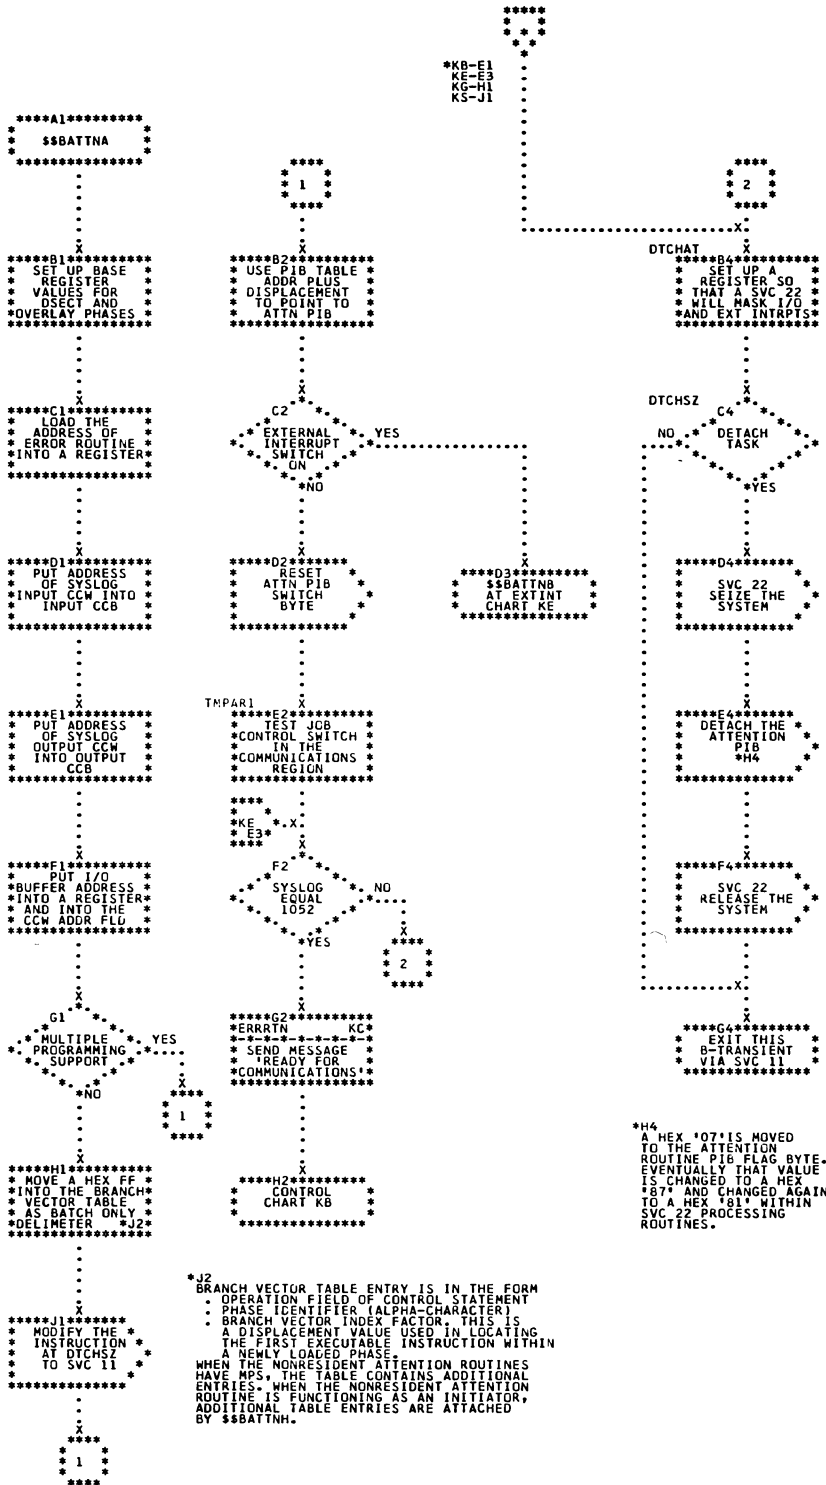 *KB-E1
KE-E3
KG-H1
KS-J1
A1
$$BATTNA
B1
SET UP BASE
REGISTER
VALUES FOR
DSECT AND
OVERLAY PHASES
C1
LOAD THE
ADDRESS OF
ERROR ROUTINE
INTO A REGISTER
D1
PUT ADDRESS
OF SYSLOG
INPUT CCW INTO
INPUT CCB
E1
PUT ADDRESS
OF SYSLOG
OUTPUT CCW
INTO OUTPUT
CCB
F1
PUT I/O
BUFFER ADDRESS
INTO A REGISTER
AND INTO THE
CCW ADDR FLD
G1
MULTIPLE
PROGRAMMING
SUPPORT
YES
1
NO
H1
MOVE A HEX FF
INTO THE BRANCH
VECTOR TABLE
AS BATCH ONLY
DELIMETER *J2
J1
MODIFY THE
INSTRUCTION
AT DTCHSZ
TO SVC 11
1
1
B2
USE PIB TABLE
ADDR PLUS
DISPLACEMENT
TO POINT TO
ATTN PIB
C2
EXTERNAL
INTERRUPT
SWITCH
ON
YES
NO
D2
RESET
ATTN PIB
SWITCH
BYTE
D3
$$BATTNB
AT EXTINT
CHART KE
TMPAR1
E2
TEST JOB
CONTROL SWITCH
IN THE
COMMUNICATIONS
REGION
KE
E3
F2
SYSLOG
EQUAL
1052
NO
2
YES
G2
ERRRTN KC
SEND MESSAGE
'READY FOR
COMMUNICATIONS'
H2
CONTROL
CHART KB
2
DTCHAT
B4
SET UP A
REGISTER SO
THAT A SVC 22
WILL MASK I/O
AND EXT INTRPTS
DTCHSZ
C4
DETACH
TASK
NO
YES
D4
SVC 22
SEIZE THE
SYSTEM
E4
DETACH THE
ATTENTION
PIB
*H4
F4
SVC 22
RELEASE THE
SYSTEM
G4
EXIT THIS
B-TRANSIENT
VIA SVC 11
*H4
A HEX '07'IS MOVED
TO THE ATTENTION
ROUTINE PIB FLAG BYTE.
EVENTUALLY THAT VALUE
IS CHANGED TO A HEX
'87' AND CHANGED AGAIN
TO A HEX '81' WITHIN
SVC 22 PROCESSING
ROUTINES.
*J2
BRANCH VECTOR TABLE ENTRY IS IN THE FORM
. OPERATION FIELD OF CONTROL STATEMENT
. PHASE IDENTIFIER (ALPHA-CHARACTER)
. BRANCH VECTOR INDEX FACTOR. THIS IS
A DISPLACEMENT VALUE USED IN LOCATING
THE FIRST EXECUTABLE INSTRUCTION WITHIN
A NEWLY LOADED PHASE.
WHEN THE NONRESIDENT ATTENTION ROUTINES
HAVE MPS, THE TABLE CONTAINS ADDITIONAL
ENTRIES. WHEN THE NONRESIDENT ATTENTION
ROUTINE IS FUNCTIONING AS AN INITIATOR,
ADDITIONAL TABLE ENTRIES ARE ATTACHED
BY $$BATTNH.